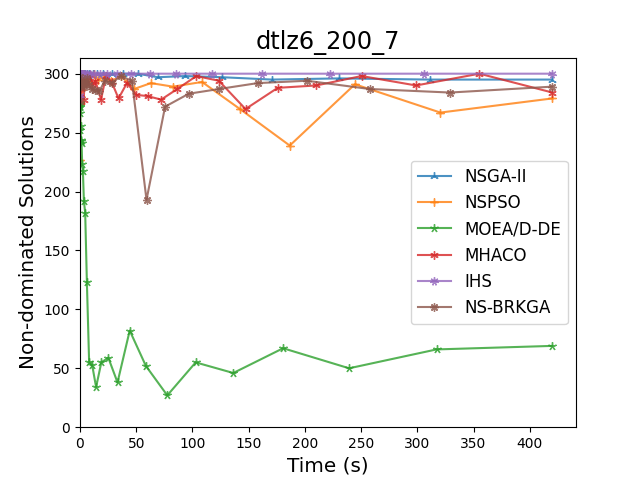 dtlz6_200_7
Non-dominated Solutions
300
250
200
150
100
50
0
NSGA-II
NSPSO
MOEA/D-DE
MHACO
IHS
NS-BRKGA
0 50 100 150 200 250 300 350 400
Time (s)